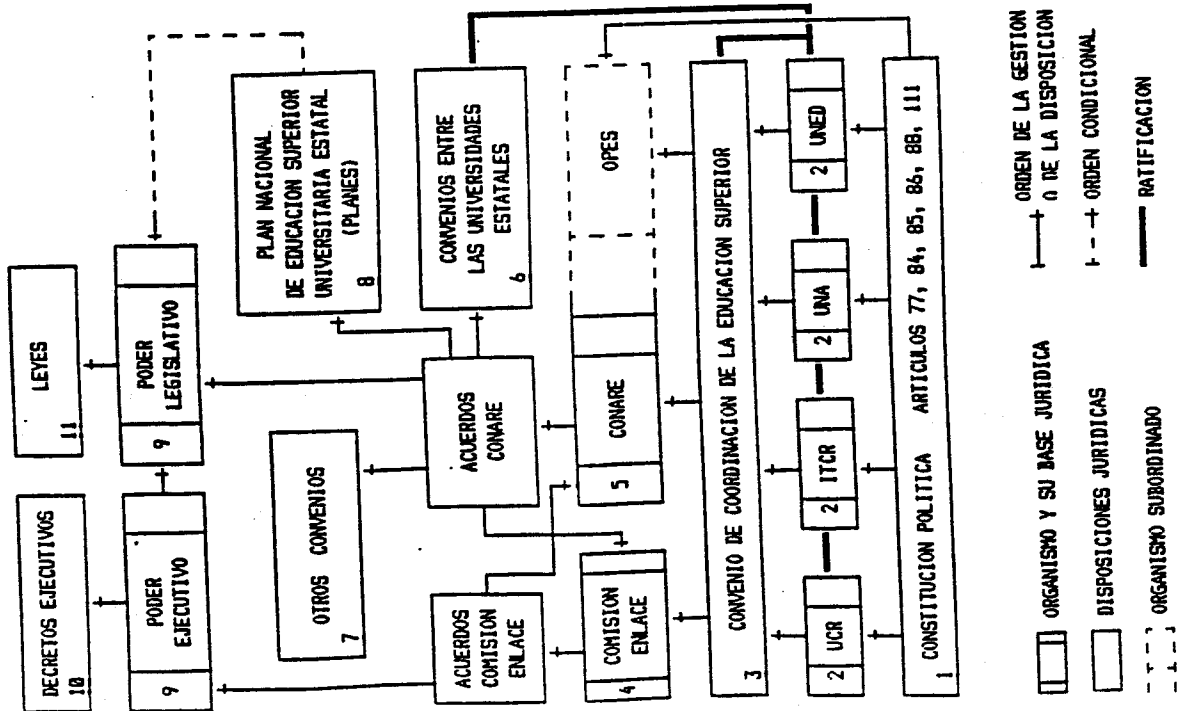 DECRETOS EJECUTIVOS
10
LEYES
11
9
PODER
EJECUTIVO
9
PODER
LEGISLATIVO
PLAN NACIONAL
DE EDUCACION SUPERIOR
UNIVERSITARIA ESTATAL
(PLANES)
8
OTROS CONVENIOS
7
ACUERDOS
COMISION
ENLACE
ACUERDOS
CONARE
CONVENIOS ENTRE
LAS UNIVERSIDADES
ESTATALES
6
4
COMISION
ENLACE
5
CONARE
OPES
CONVENIO DE COORDINACION DE LA EDUCACION SUPERIOR
3
2
UCR
2
ITCR
2
UNA
2
UNED
CONSTITUCION POLITICA ARTICULOS 77, 84, 85, 86, 88, 111
1
ORGANISMO Y SU BASE JURIDICA
DISPOSICIONES JURIDICAS
ORGANISMO SUBORDINADO
ORDEN DE LA GESTION
O DE LA DISPOSICION
ORDEN CONDICIONAL
RATIFICACION